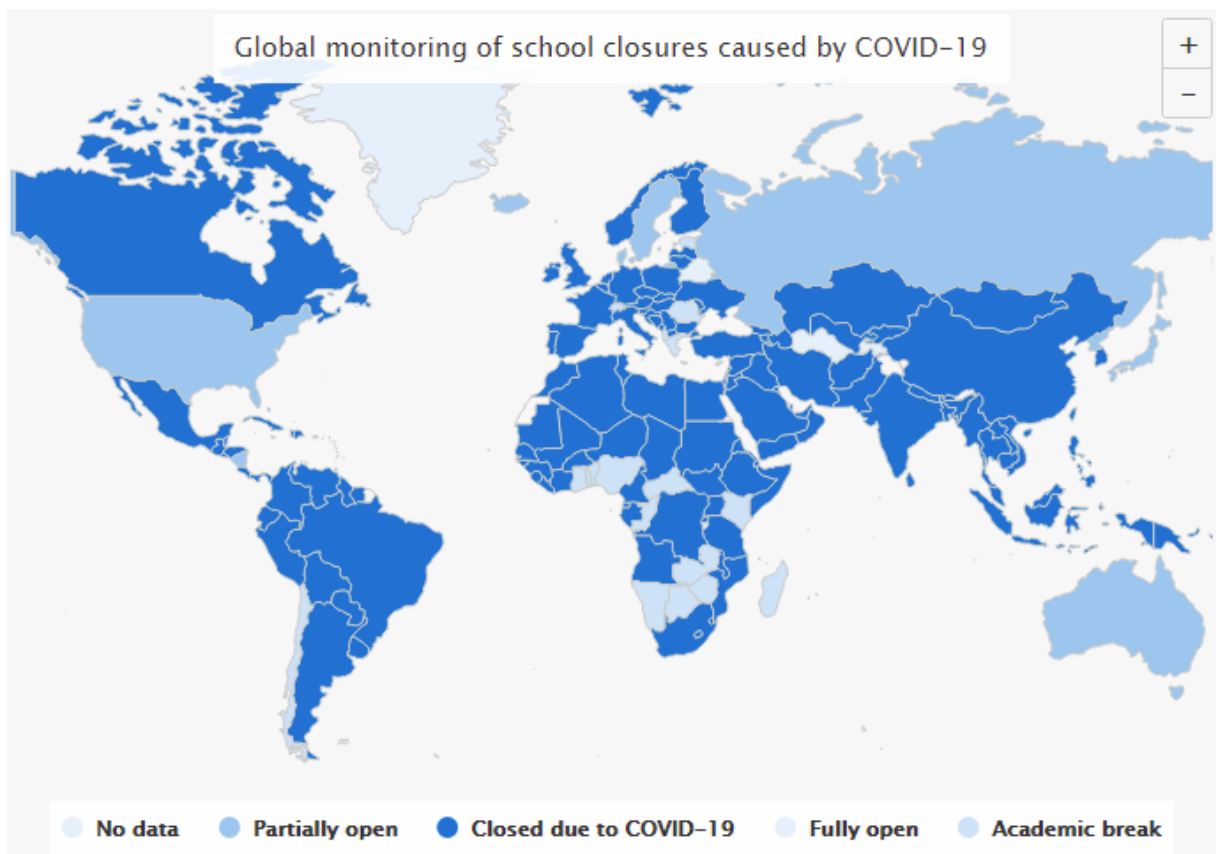 Global monitoring of school closures caused by COVID-19
+
−
No data Partially open Closed due to COVID-19 Fully open Academic break